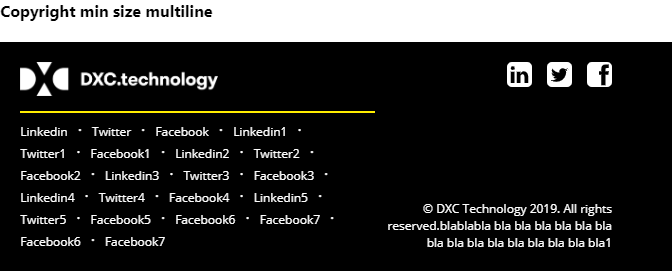 Copyright min size multiline
DXC.technology
Linkedin · Twitter · Facebook · Linkedin1 ·
Twitter1 · Facebook1 · Linkedin2 · Twitter2 ·
Facebook2 · Linkedin3 · Twitter3 · Facebook3 ·
Linkedin4 · Twitter4 · Facebook4 · Linkedin5 ·
Twitter5 · Facebook5 · Facebook6 · Facebook7 ·
Facebook6 · Facebook7
© DXC Technology 2019. All rights
reserved.blablabla bla bla bla bla bla bla
bla bla bla bla bla bla bla bla bla1